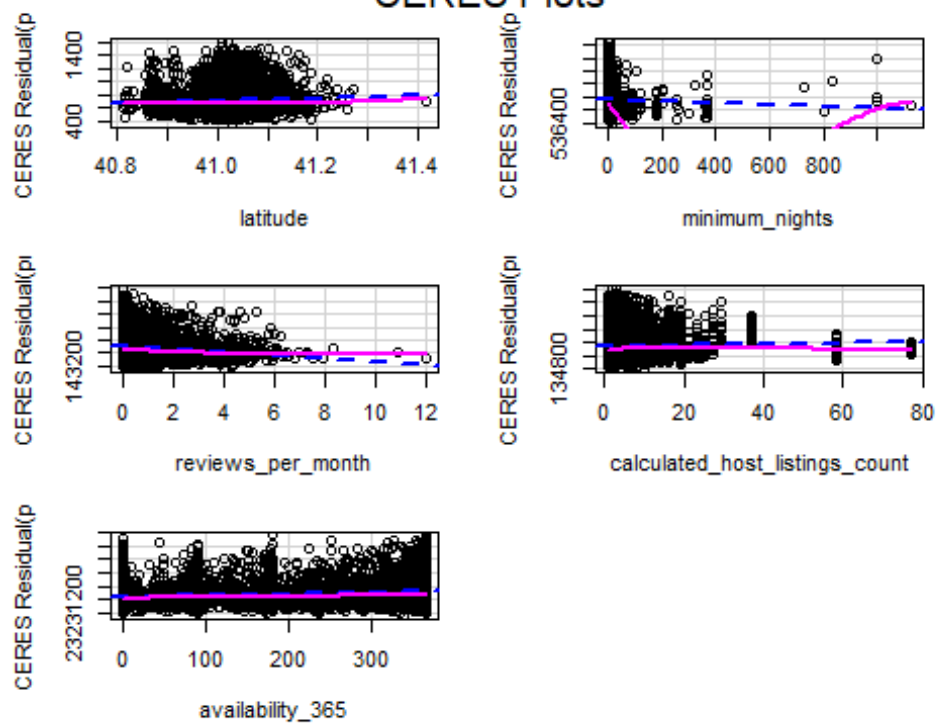 CERES Plots
CERES Residual(p
400 1400
40.8 41.0 41.2 41.4
latitude
CERES Residual(p
536400
0 200 400 600 800
minimum_nights
CERES Residual(p
143200
0 2 4 6 8 10 12
reviews_per_month
CERES Residual(p
134800
0 20 40 60 80
calculated_host_listings_count
CERES Residual(p
23231200
0 100 200 300
availability_365